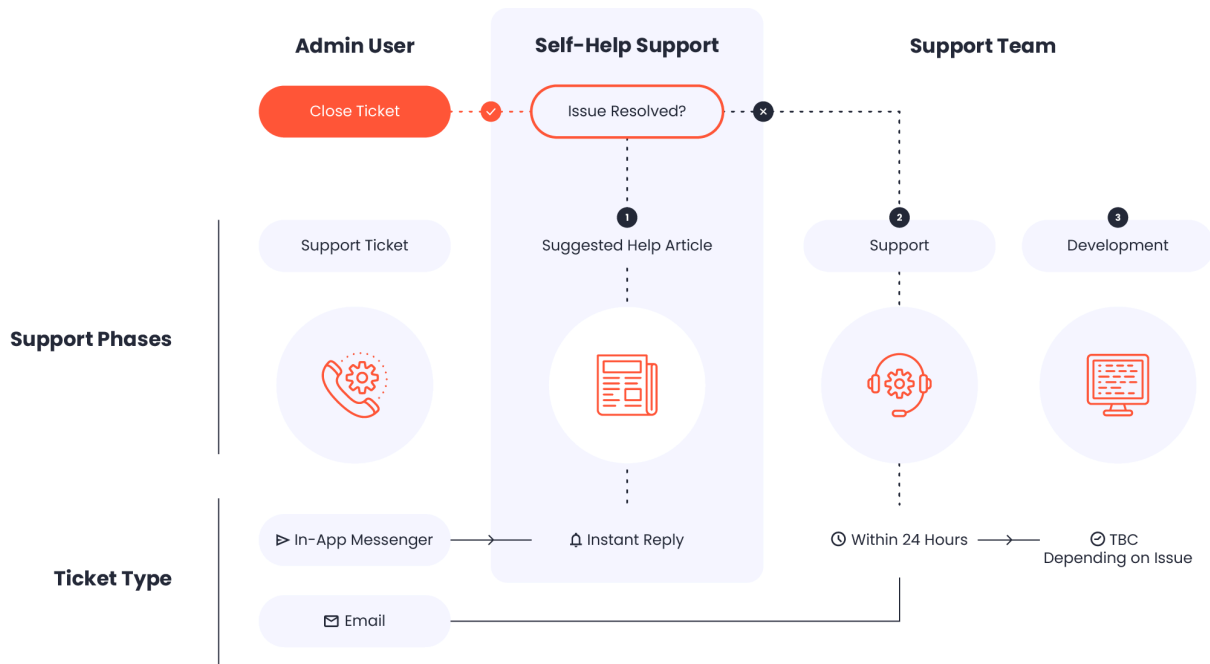 Admin User
Self-Help Support
Support Team
Close Ticket
Issue Resolved?
1
2
3
Support Ticket
Suggested Help Article
Support
Development
Support Phases
In-App Messenger
Instant Reply
Within 24 Hours
TBC
Depending on Issue
Ticket Type
Email